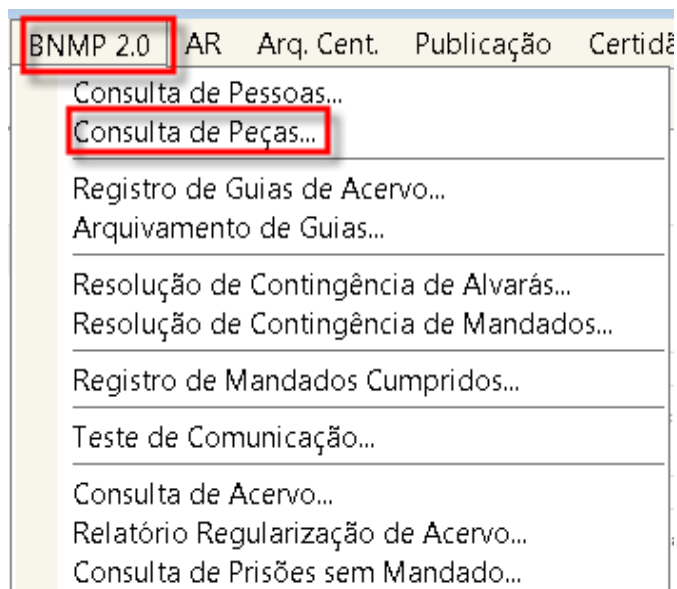 BNMP 2.0 AR Arq. Cent. Publicação
Consulta de Pessoas...
Consulta de Peças...
Registro de Guias de Acervo...
Arquivamento de Guias...
Resolução de Contingência de Alvarás...
Resolução de Contingência de Mandados...
Registro de Mandados Cumpridos...
Teste de Comunicação...
Consulta de Acervo...
Relatório Regularização de Acervo...
Consulta de Prisões sem Mandado...